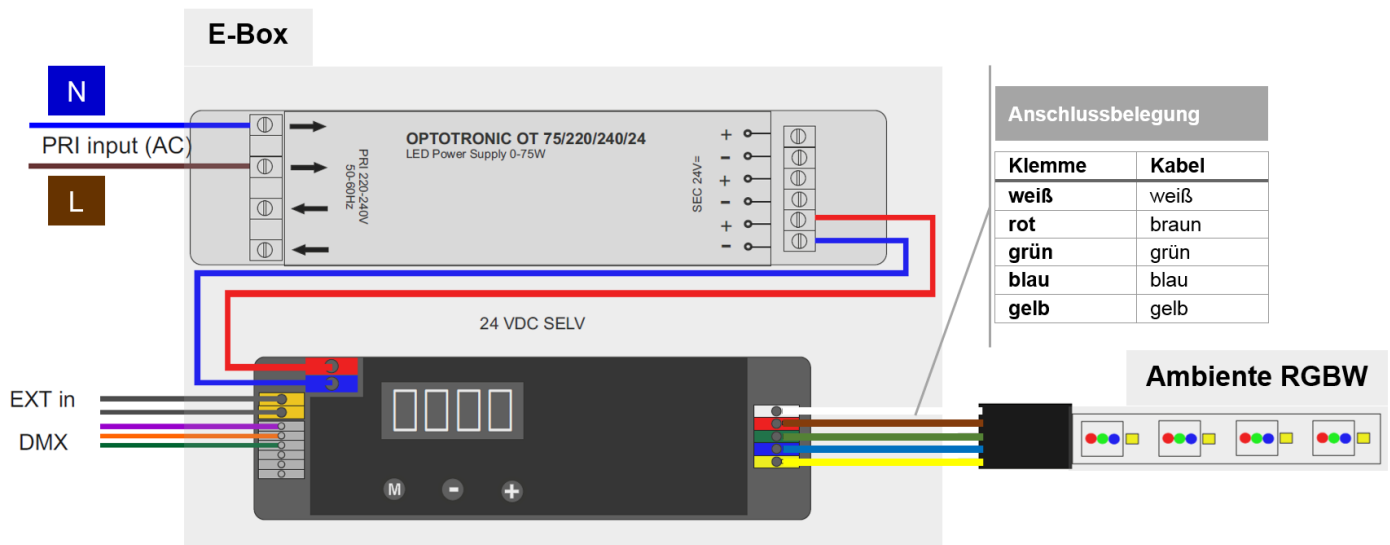 E-Box
N
PRI input (AC)
L
OPTOTRONIC OT 75/220/240/24
LED Power Supply 0-75W
PRI 220-240V
50-60Hz
SEC 24V=
+
-
+
-
+
-
24 VDC SELV
Anschlussbelegung
Klemme Kabel
weiß weiß
rot braun
grün grün
blau blau
gelb gelb
Ambiente RGBW
EXT in
DMX
M - +